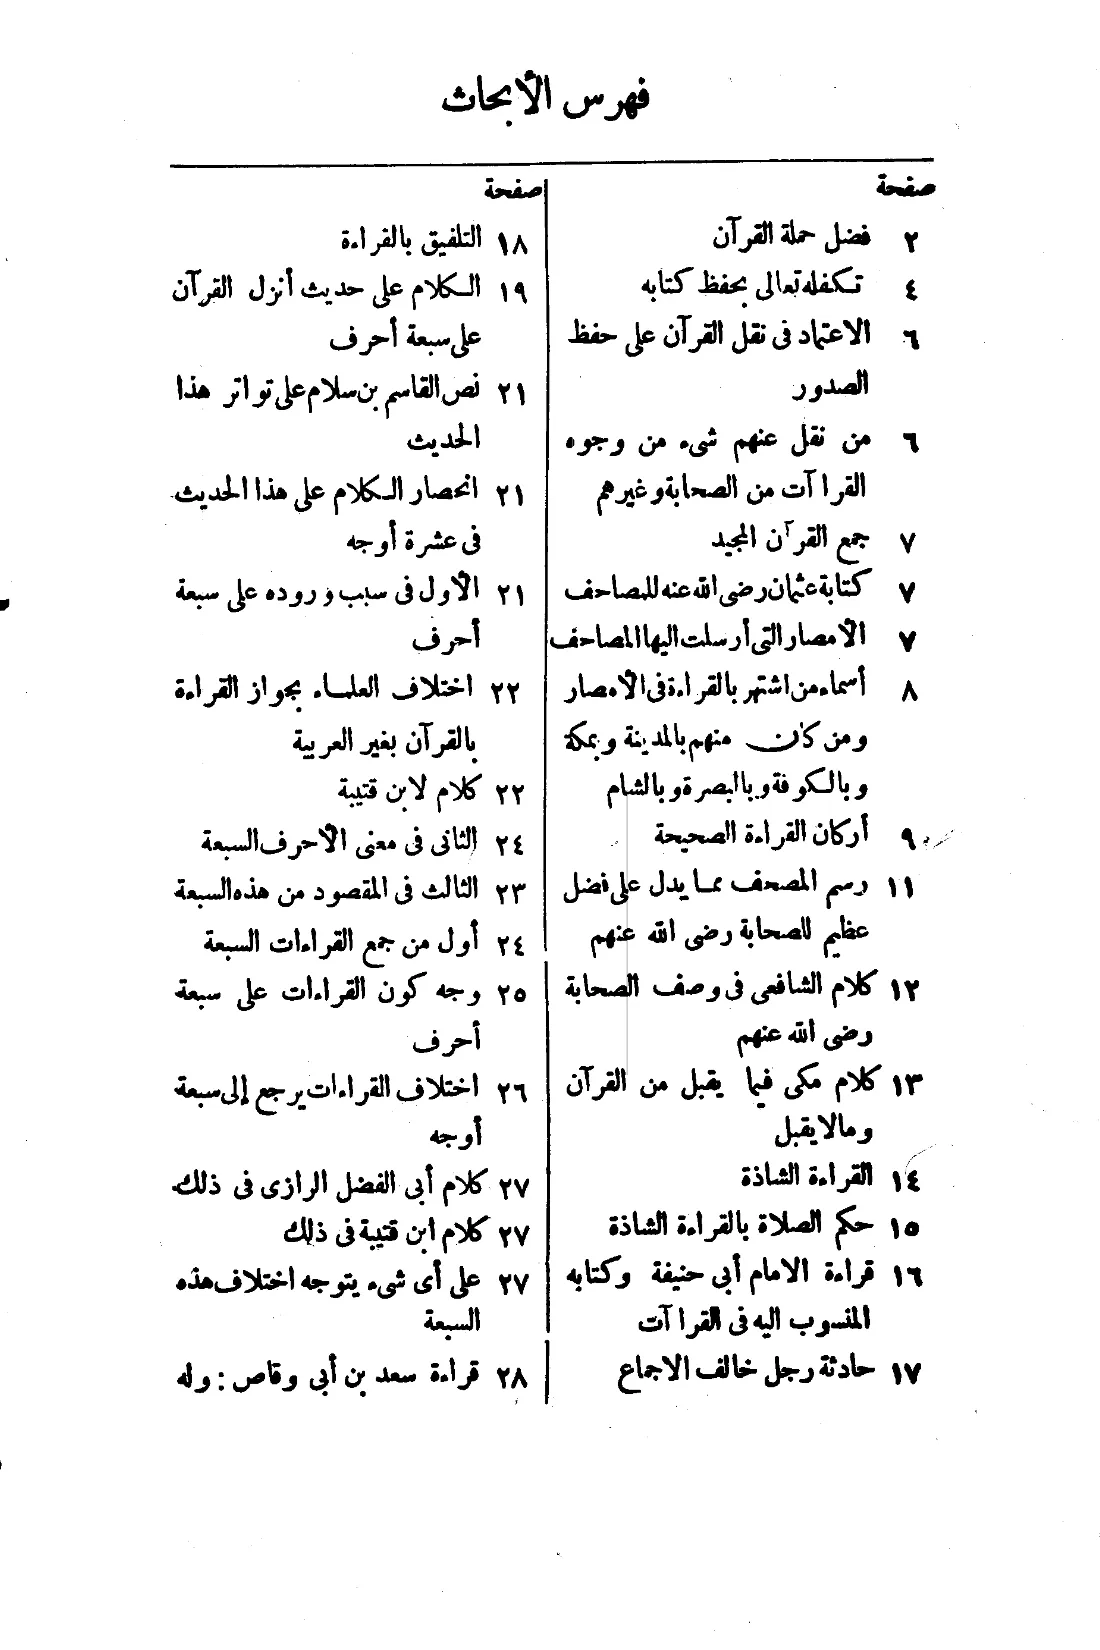 فهرس الأبحاث
صفحة
٢ فضل حملة القرآن
٤ تكفله تعالى بحفظ كتابه
٦ الاعتماد فى نقل القرآن على حفظ
الصدور
٦ من نقل عنهم شىء من وجوه
القراآت من الصحابة وغيرهم
٧ جمع القرآن المجيد
٧ كتابة عثمان رضى الله عنه للمصاحف
٧ الأمصار التى أرسلت اليها المصاحف
٨ أسماء من اشتهر بالقراءة فى الأمصار
ومن كان منهم بالمدينة وبمكة
وبالكوفة وبالبصرة وبالشام
٩ أركان القراءة الصحيحة
١١ رسم المصحف مما يدل على فضل
عظيم للصحابة رضى الله عنهم
١٢ كلام الشافعى فى وصف الصحابة
رضى الله عنهم
١٣ كلام مكى فيما يقبل من القرآن
ومالا يقبل
١٤ القراءة الشاذة
١٥ حكم الصلاة بالقراءة الشاذة
١٦ قراءة الامام أبى حنيفة وكتابه
المنسوب اليه فى القراآت
١٧ حادثة رجل خالف الاجماع
صفحة
١٨ التلفيق بالقراءة
١٩ الكلام على حديث أنزل القرآن
على سبعة أحرف
٢١ نص القاسم بن سلام على تواتر هذا
الحديث
٢١ انحصار الكلام على هذا الحديث
فى عشرة أوجه
٢١ الأول فى سبب وروده على سبعة
أحرف
٢٢ اختلاف العلماء بجواز القراءة
بالقرآن بغير العربية
٢٢ كلام لابن قتيبة
٢٤ الثانى فى معنى الأحرف السبعة
٢٣ الثالث فى المقصود من هذه السبعة
٢٤ أول من جمع القراءات السبعة
٢٥ وجه كون القراءات على سبعة
أحرف
٢٦ اختلاف القراءات يرجع إلى سبعة
أوجه
٢٧ كلام أبى الفضل الرازى فى ذلك
٢٧ كلام ابن قتيبة فى ذلك
٢٧ على أى شىء يتوجه اختلاف هذه
السبعة
٢٨ قراءة سعد بن أبى وقاص : وله